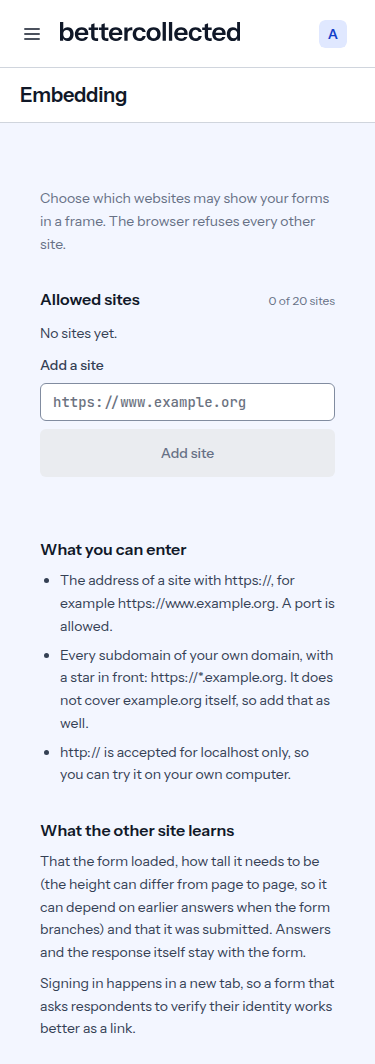 bettercollected
A
Embedding
Choose which websites may show your forms
in a frame. The browser refuses every other
site.
Allowed sites
0 of 20 sites
No sites yet.
Add a site
https://www.example.org
Add site
What you can enter
The address of a site with https://, for
example https://www.example.org. A port is
allowed.
Every subdomain of your own domain, with
a star in front: https://*.example.org. It does
not cover example.org itself, so add that as
well.
http:// is accepted for localhost only, so
you can try it on your own computer.
What the other site learns
That the form loaded, how tall it needs to be
(the height can differ from page to page, so it
can depend on earlier answers when the form
branches) and that it was submitted. Answers
and the response itself stay with the form.
Signing in happens in a new tab, so a form that
asks respondents to verify their identity works
better as a link.